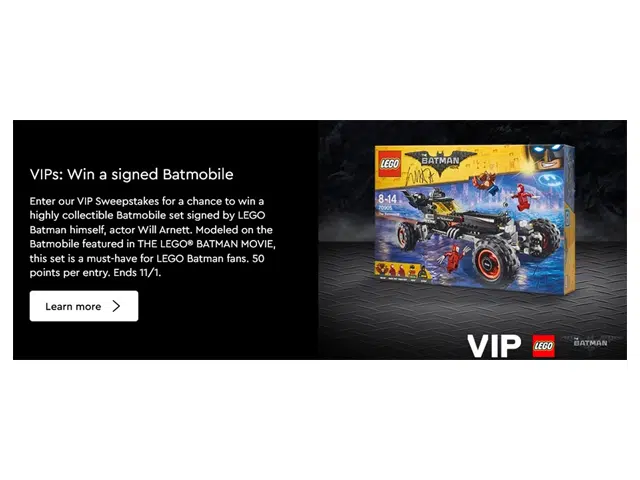 VIPs: Win a signed Batmobile
Enter our VIP Sweepstakes for a chance to win a
highly collectible Batmobile set signed by LEGO
Batman himself, actor Will Arnett. Modeled on the
Batmobile featured in THE LEGO® BATMAN MOVIE,
this set is a must-have for LEGO Batman fans. 50
points per entry. Ends 11/1.
Learn more
LEGO
THE
BATMAN
8-14
70905
VIP
LEGO
THE
BATMAN